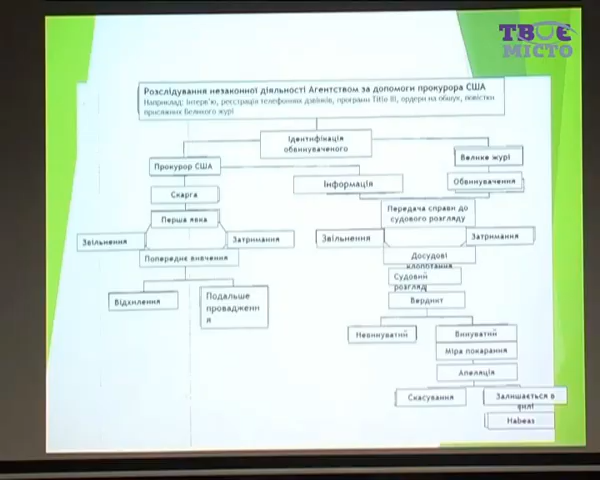 ТВОЄ
МІСТО
Розслідування незаконної діяльності Агентством за допомоги прокурора США
Наприклад: Інтерв'ю, реєстрація телефонних дзвінків, програми Title III, ордери на обшук, повістки
присяжних Великого журі
Ідентифікація
обвинуваченого
Прокурор США
Велике журі
Інформація
Обвинувачення
Скарга
Передача справи до
судового розгляду
Перша явка
Звільнення
Затримання
Звільнення
Затримання
Попереднє вивчення
Досудові
клопотання
Судовий
розгляд
Відхилення
Подальше
провадженн
я
Вердикт
Невинуватий
Винуватий
Міра покарання
Апеляція
Скасування
Залишається в
силі
Habeas